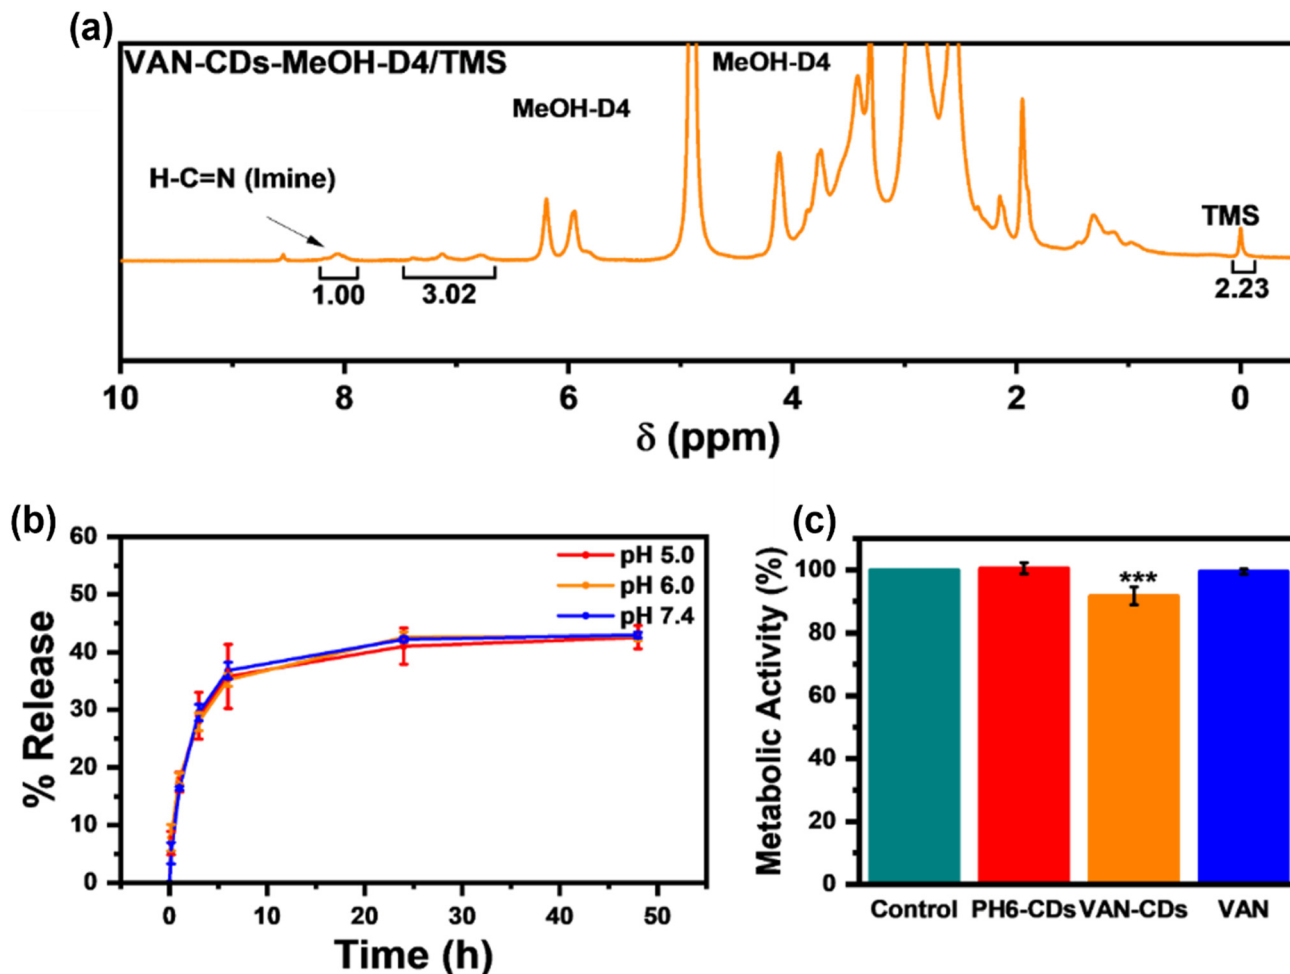 (a)
VAN-CDs-MeOH-D4/TMS
MeOH-D4
MeOH-D4
H-C=N (Imine)
TMS
1.00
3.02
2.23
10 8 6 4 2 0
δ (ppm)
(b)
60
50
40
30
20
10
0
% Release
pH 5.0
pH 6.0
pH 7.4
0 10 20 30 40 50
Time (h)
(c)
100
80
60
40
20
0
Metabolic Activity (%)
***
Control PH6-CDs VAN-CDs VAN